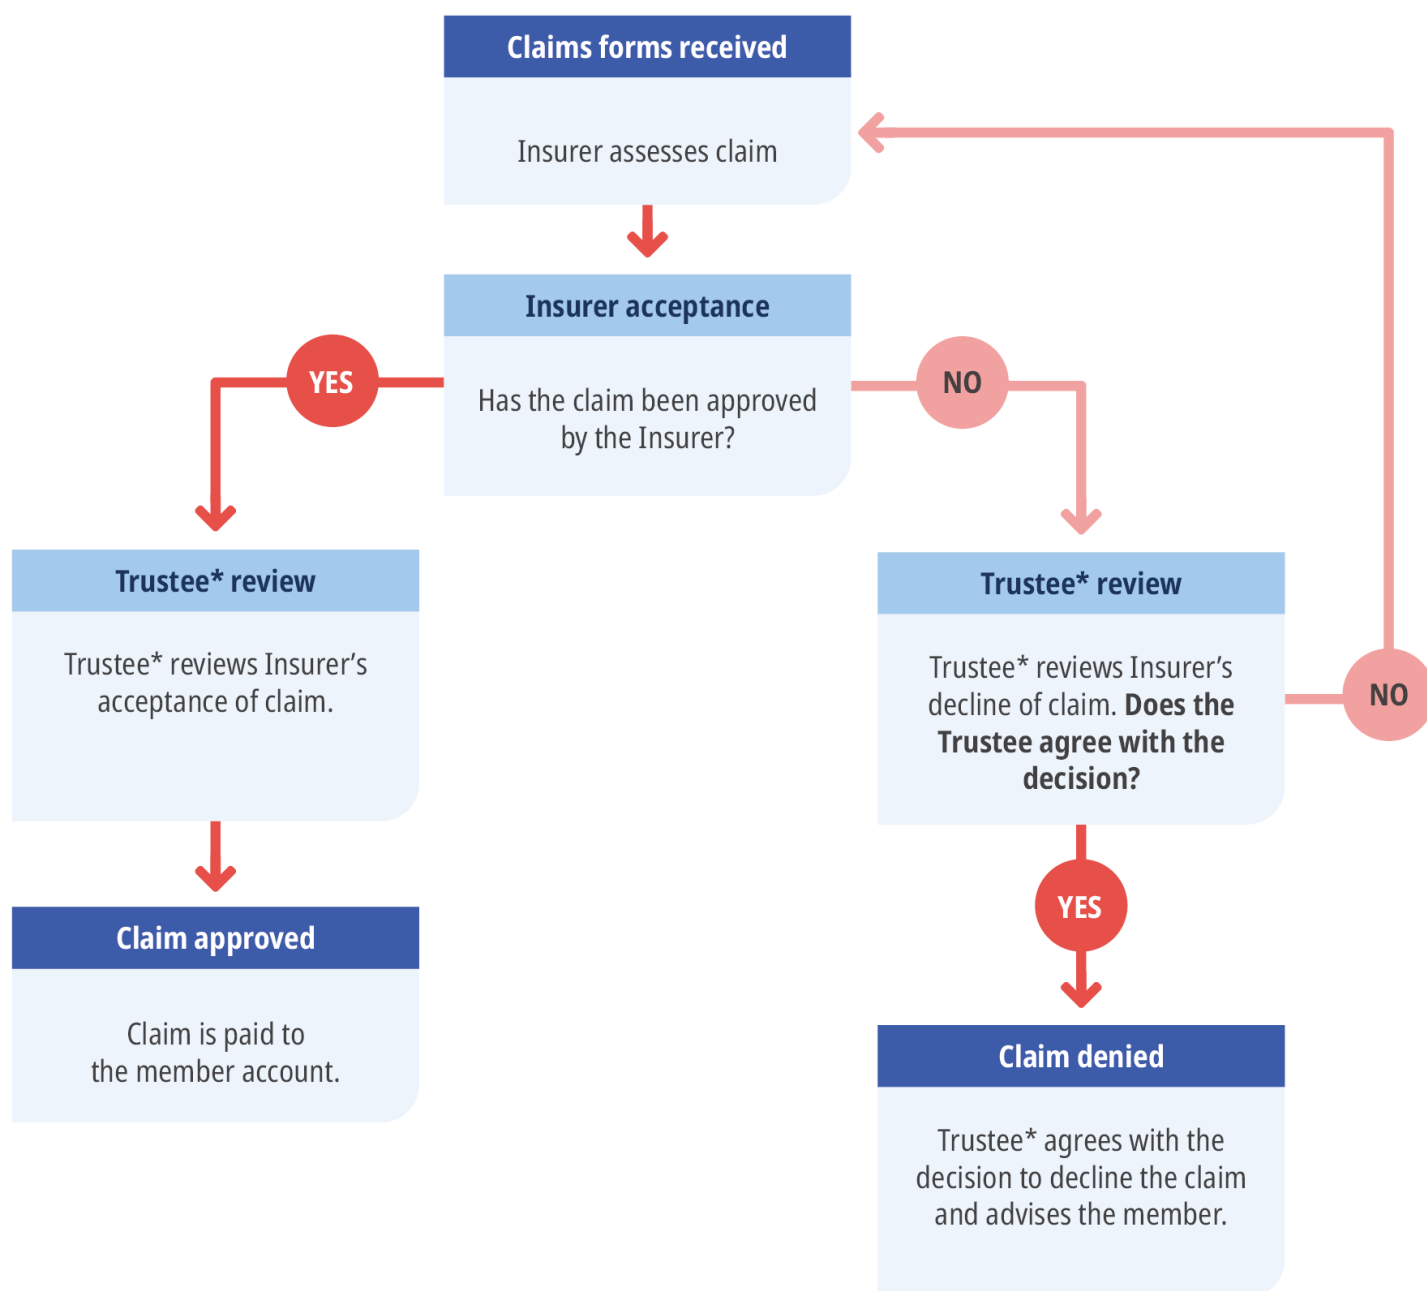 Claims forms received
Insurer assesses claim
Insurer acceptance
Has the claim been approved
by the Insurer?
YES
NO
Trustee* review
Trustee* reviews Insurer’s
acceptance of claim.
Trustee* review
Trustee* reviews Insurer’s
decline of claim. Does the
Trustee agree with the
decision?
NO
YES
Claim approved
Claim is paid to
the member account.
Claim denied
Trustee* agrees with the
decision to decline the claim
and advises the member.